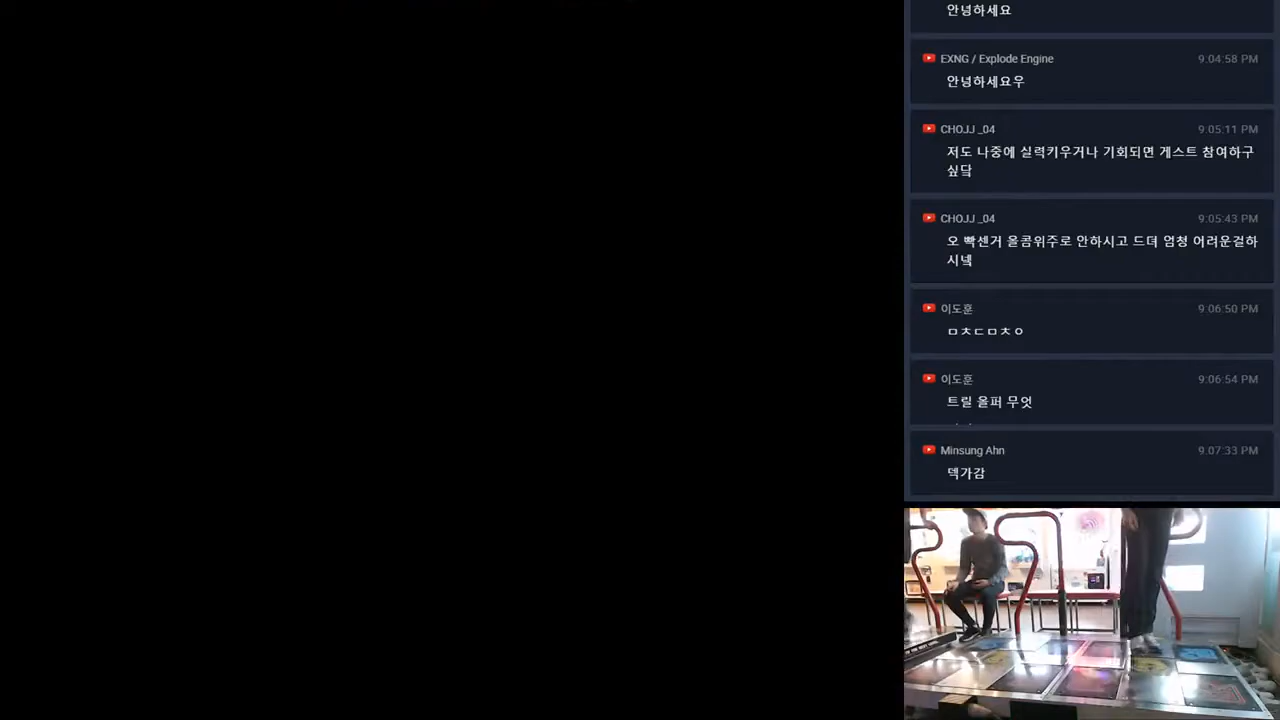 안녕하세요
EXNG / Explode Engine 9:04:58 PM
안녕하세요우
CHOJJ _04 9:05:11 PM
저도 나중에 실력키우거나 기회되면 게스트 참여하구
싶닼
CHOJJ _04 9:05:43 PM
오 빡센거 올콤위주로 안하시고 드뎌 엄청 어려운걸하
시넼
이도훈 9:06:50 PM
ㅁㅊㄷㅁㅊㅇ
이도훈 9:06:54 PM
트릴 올퍼 무엇
Minsung Ahn 9:07:33 PM
덱가감